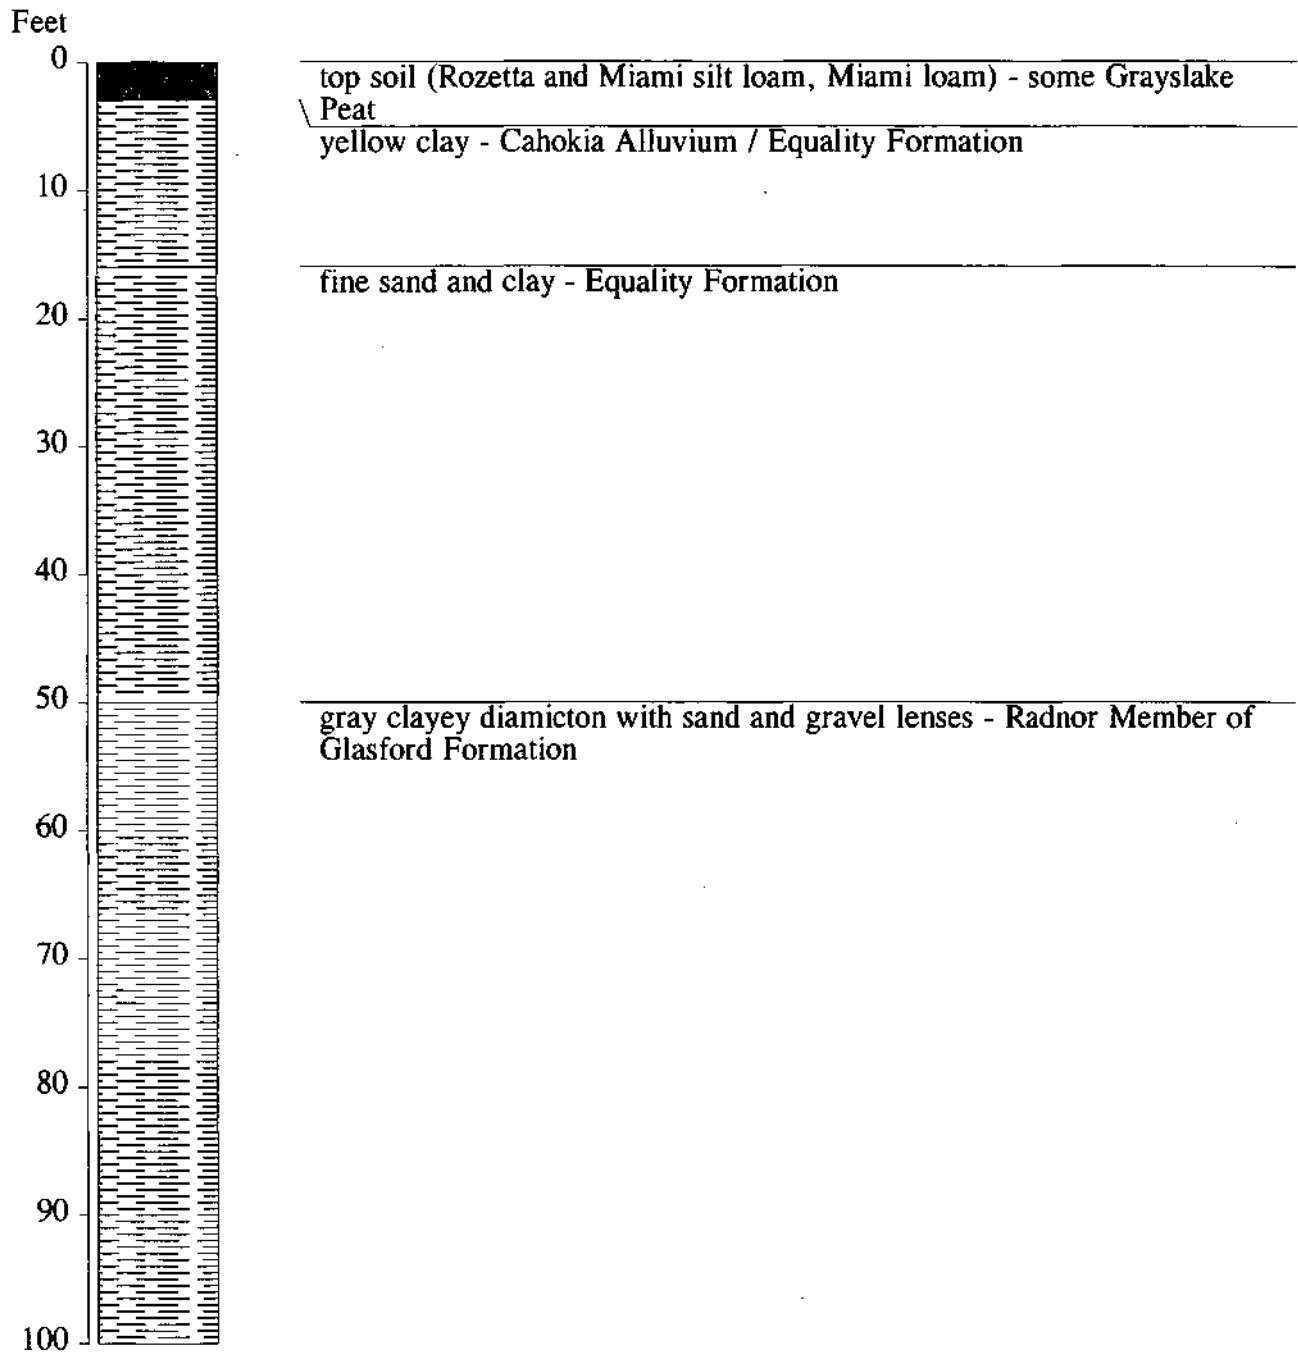 Feet
0
top soil (Rozetta and Miami silt loam, Miami loam) - some Grayslake
Peat
yellow clay - Cahokia Alluvium / Equality Formation
10
fine sand and clay - Equality Formation
20
30
40
50
gray clayey diamicton with sand and gravel lenses - Radnor Member of
Glasford Formation
60
70
80
90
100